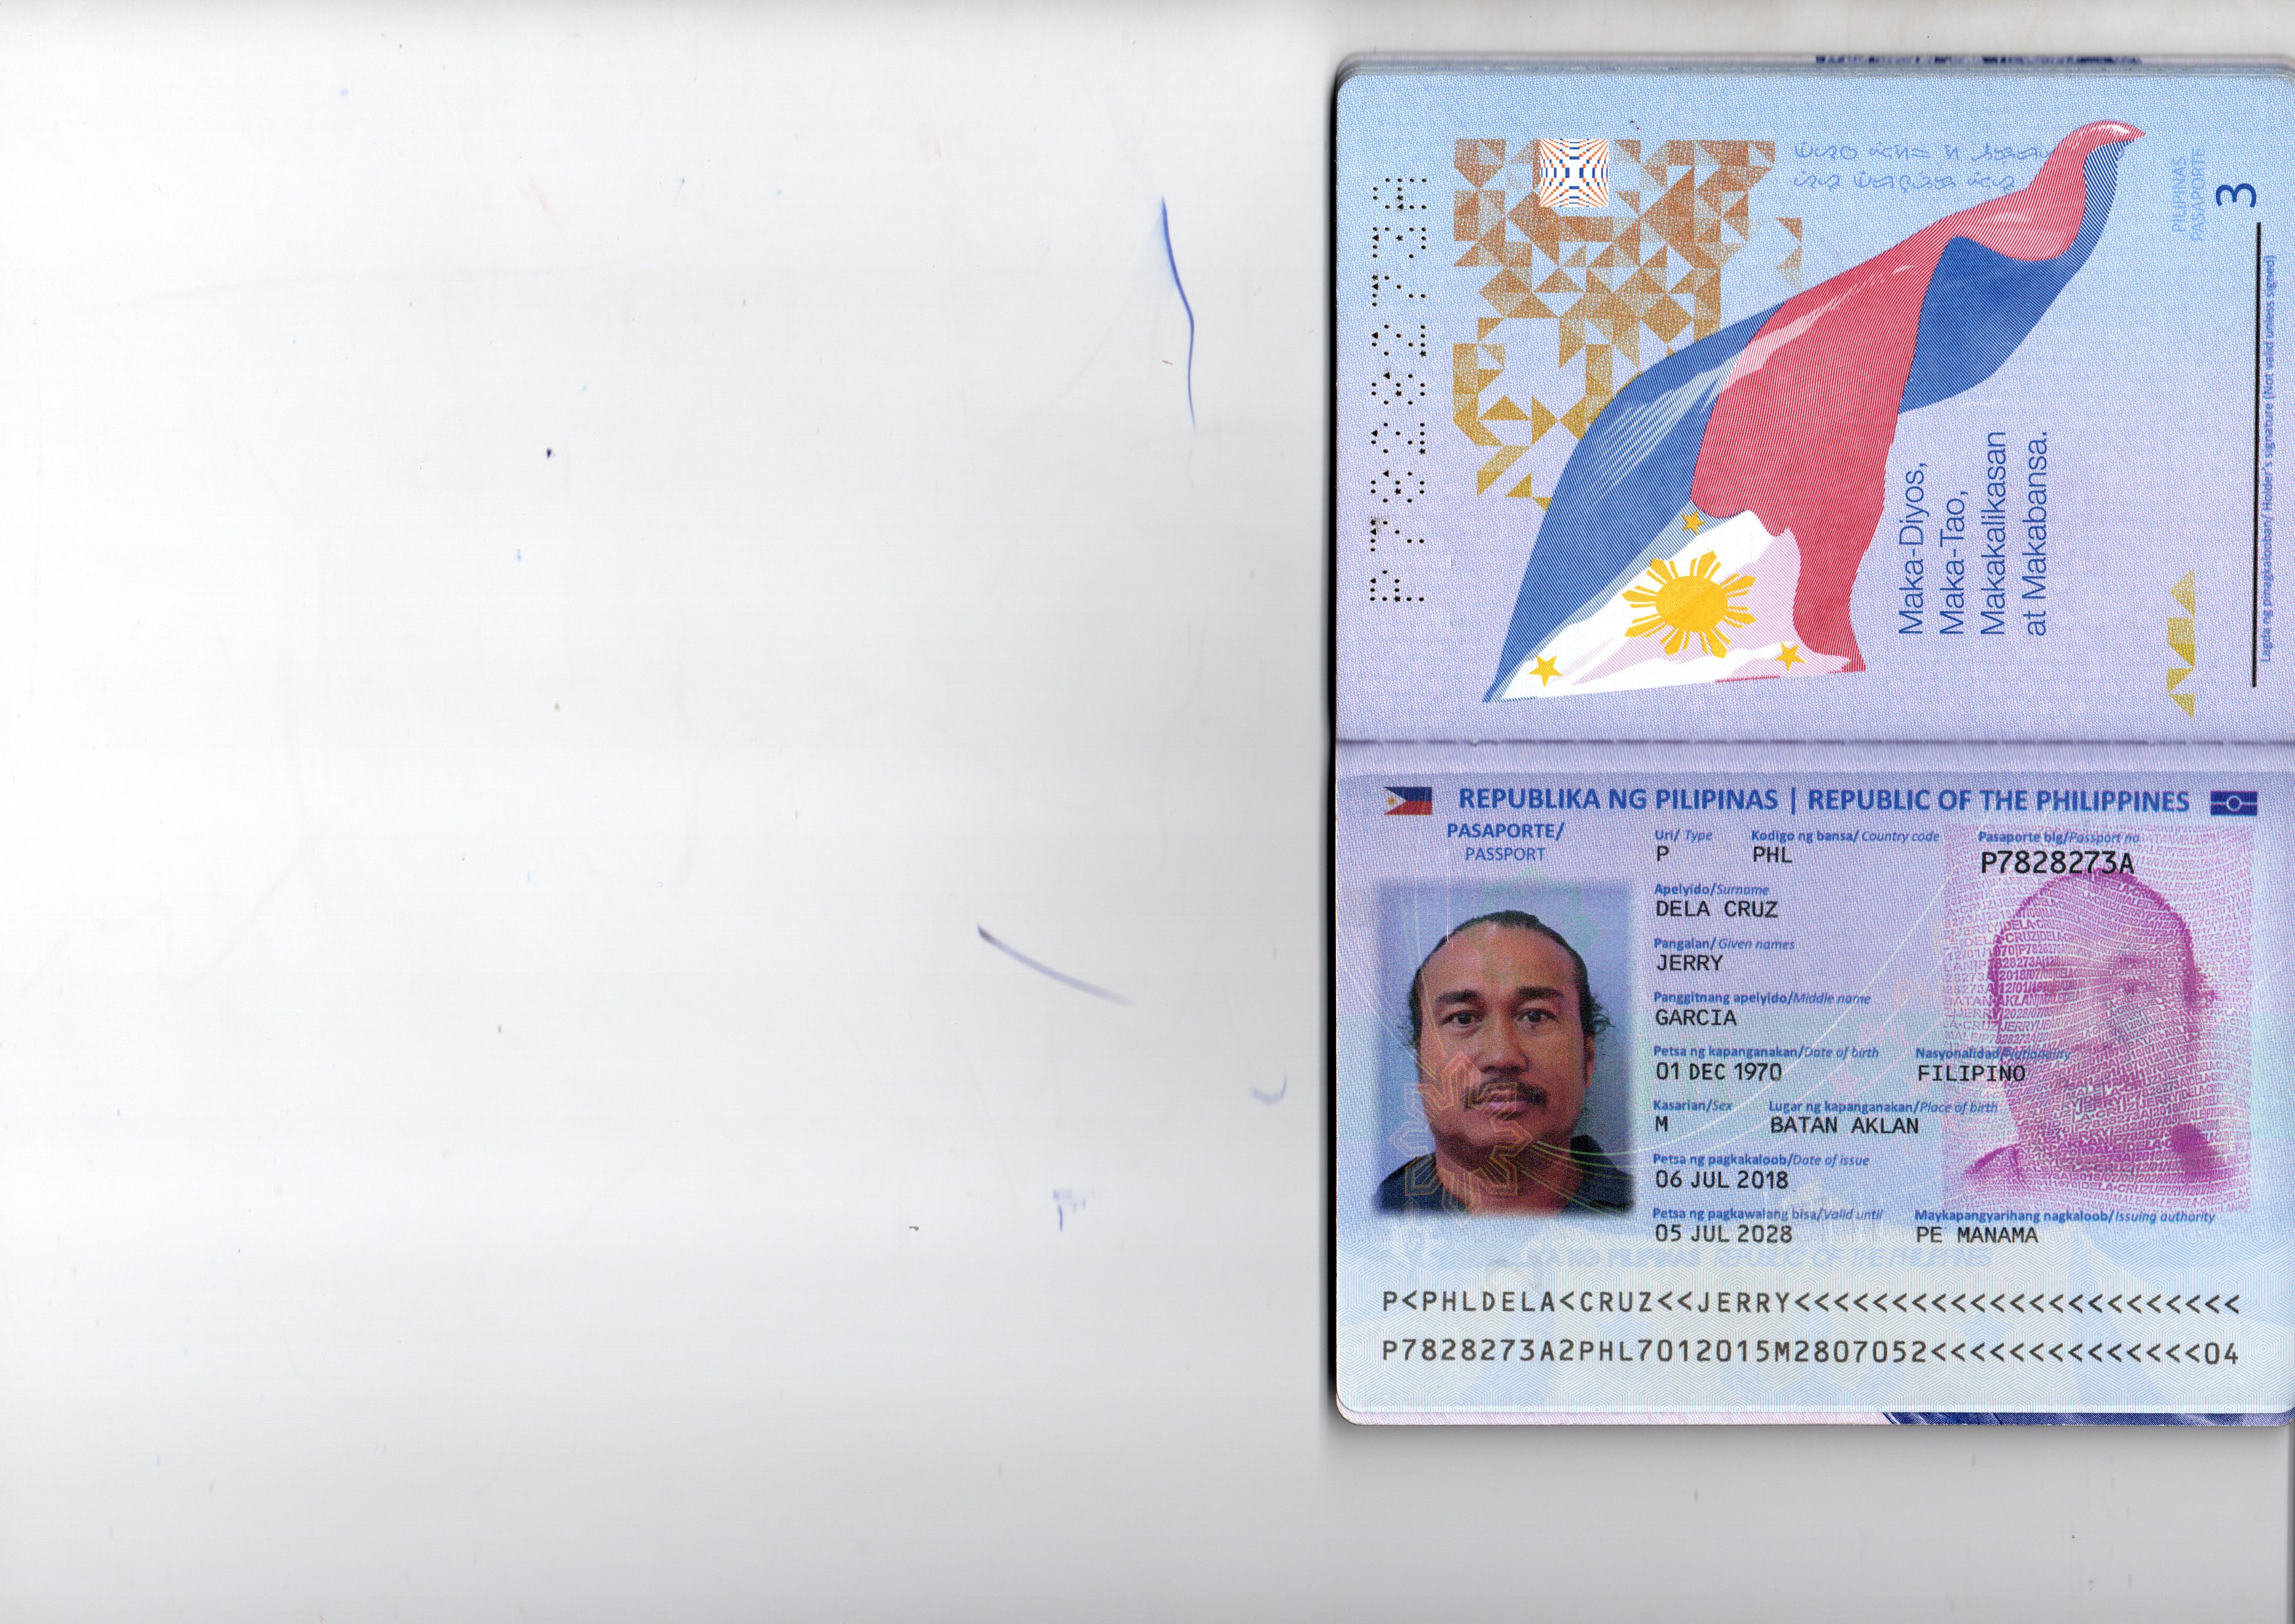 P7828273A
PILIPINAS
PASAPORTE
3
Maka-Diyos,
Maka-Tao,
Makakalikasan
at Makabansa.
Lagda ng pinagkalooban/ Holder's signature (Not valid unless signed)
REPUBLIKA NG PILIPINAS | REPUBLIC OF THE PHILIPPINES
PASAPORTE/
PASSPORT
Uri/ Type Kodigo ng bansa/ Country code Pasaporte blg/Passport no
P PHL P7828273A
Apelyido/Surname
DELA CRUZ
Pangalan/ Given names
JERRY
Panggitnang apelyido/Middle name
GARCIA
Petsa ng kapanganakan/Date of birth Nasyonalidad/Nationality
01 DEC 1970 FILIPINO
Kasarian/Sex Lugar ng kapanganakan/Place of birth
M BATAN AKLAN
Petsa ng pagkakaloob/Date of issue
06 JUL 2018
Petsa ng pagkawalang bisa/Valid until Maykapangyarihang nagkaloob/Issuing authority
05 JUL 2028 PE MANAMA
P<PHLDELA<CRUZ<<JERRY<<<<<<<<<<<<<<<<<<<<<<<
P7828273A2PHL7012015M2807052<<<<<<<<<<<<<<04